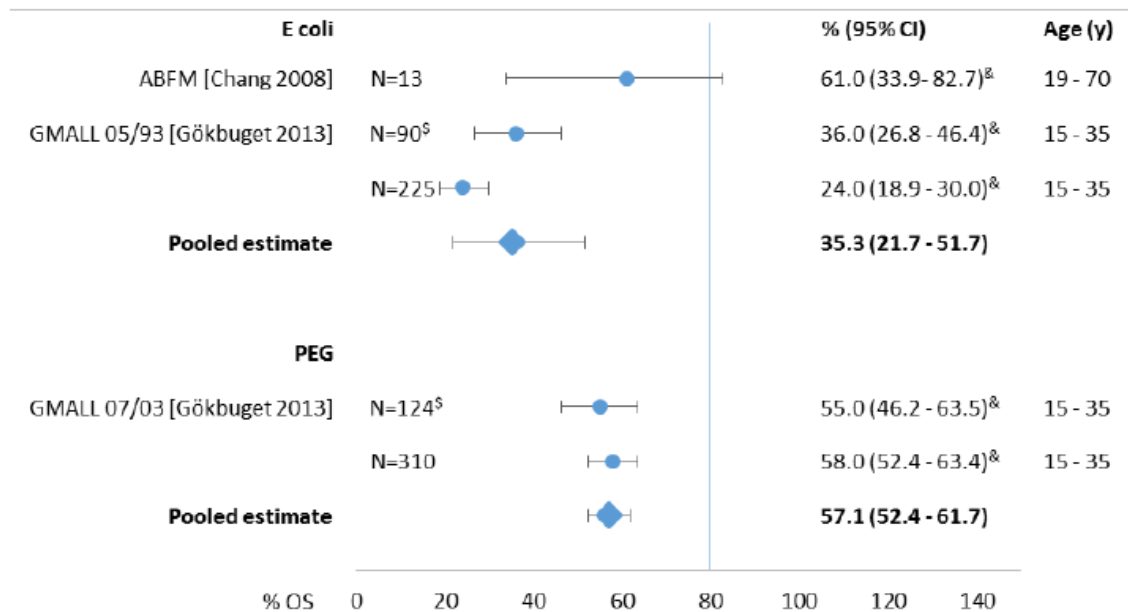 E coli % (95% CI) Age (y)
ABFM [Chang 2008] N=13 61.0 (33.9- 82.7)& 19 - 70
GMALL 05/93 [Gökbuget 2013] N=90$ 36.0 (26.8 - 46.4)& 15 - 35
N=225 24.0 (18.9 - 30.0)& 15 - 35
Pooled estimate 35.3 (21.7 - 51.7)
PEG
GMALL 07/03 [Gökbuget 2013] N=124$ 55.0 (46.2 - 63.5)& 15 - 35
N=310 58.0 (52.4 - 63.4)& 15 - 35
Pooled estimate 57.1 (52.4 - 61.7)
% OS 0 20 40 60 80 100 120 140